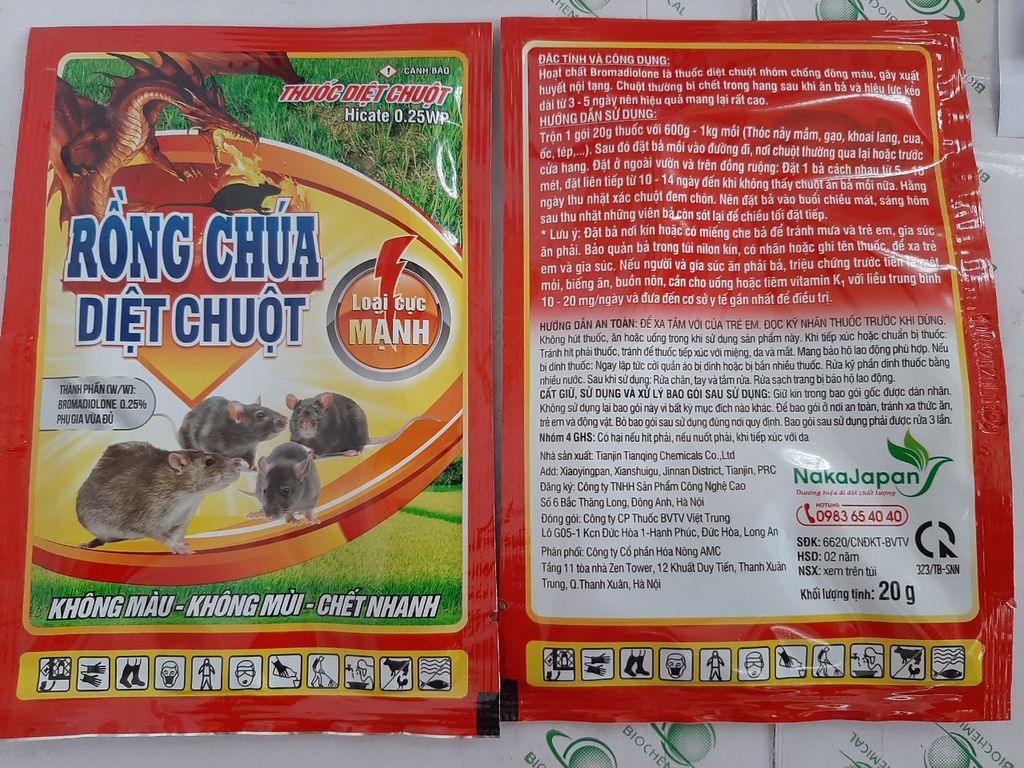 CẢNH BÁO
THUỐC DIỆT CHUỘT
Hicate 0.25WP
RỒNG CHÚA
DIỆT CHUỘT
Loại cực
MẠNH
THÀNH PHẦN (W/W):
BROMADIOLONE 0.25%
PHỤ GIA VỪA ĐỦ
KHÔNG MÀU - KHÔNG MÙI - CHẾT NHANH
ĐẶC TÍNH VÀ CÔNG DỤNG:
Hoạt chất Bromadiolone là thuốc diệt chuột nhóm chống đông máu, gây xuất
huyết nội tạng. Chuột thường bị chết trong hang sau khi ăn bả và hiệu lực kéo
dài từ 3 - 5 ngày nên hiệu quả mang lại rất cao.
HƯỚNG DẪN SỬ DỤNG:
Trộn 1 gói 20g thuốc với 600g - 1kg mồi (Thóc nảy mầm, gạo, khoai lang, cua,
ốc, tép,...). Sau đó đặt bả mồi vào đường đi, nơi chuột thường qua lại hoặc trước
cửa hang. Đặt ở ngoài vườn và trên đồng ruộng: Đặt 1 bả cách nhau từ 5 - 10
mét, đặt liên tiếp từ 10 - 14 ngày đến khi không thấy chuột ăn bả mồi nữa. Hàng
ngày thu nhặt xác chuột đem chôn. Nên đặt bả vào buổi chiều mát, sáng hôm
sau thu nhặt những viên bả còn sót lại để chiều tối đặt tiếp.
* Lưu ý: Đặt bả nơi kín hoặc có miếng che bả để tránh mưa và trẻ em, gia súc
ăn phải. Bảo quản bả trong túi nilon kín, có nhãn hoặc ghi tên thuốc, để xa trẻ
em và gia súc. Nếu người và gia súc ăn phải bả, triệu chứng trước tiên là mệt
mỏi, biếng ăn, buồn nôn, cần cho uống hoặc tiêm vitamin K₁ với liều trung bình
10 - 20 mg/ngày và đưa đến cơ sở y tế gần nhất để điều trị.
HƯỚNG DẪN AN TOÀN: ĐỂ XA TẦM VỚI CỦA TRẺ EM. ĐỌC KỸ NHÃN THUỐC TRƯỚC KHI DÙNG.
Không hút thuốc, ăn hoặc uống trong khi sử dụng sản phẩm này. Khi tiếp xúc hoặc chuẩn bị thuốc:
Tránh hít phải thuốc, tránh để thuốc tiếp xúc với miệng, da và mắt. Mang bảo hộ lao động phù hợp. Nếu
bị dính thuốc: Ngay lập tức cởi quần áo bị dính hoặc bị bẩn nhiều thuốc. Rửa kỹ phần dính thuốc bằng
nhiều nước. Sau khi sử dụng: Rửa chân, tay và tắm rửa. Rửa sạch trang bị bảo hộ lao động.
CẤT GIỮ, SỬ DỤNG VÀ XỬ LÝ BAO GÓI SAU SỬ DỤNG: Giữ kín trong bao gói gốc được dán nhãn.
Không sử dụng lại bao gói này vì bất kỳ mục đích nào khác. Để bao gói ở nơi an toàn, tránh xa thức ăn,
trẻ em và động vật. Bỏ bao gói sau sử dụng đúng nơi quy định. Bao gói sau sử dụng phải được rửa 3 lần.
Nhóm 4 GHS: Có hại nếu hít phải, nếu nuốt phải, khi tiếp xúc với da
Nhà sản xuất: Tianjin Tianqing Chemicals Co.,Ltd
Add: Xiaoyingpan, Xianshuigu, Jinnan District, Tianjin, PRC
Đăng ký: Công ty TNHH Sản Phẩm Công Nghệ Cao
Số 6 Bắc Thăng Long, Đông Anh, Hà Nội
Đóng gói: Công ty CP Thuốc BVTV Việt Trung
Lô G05-1 Kcn Đức Hòa 1-Hạnh Phúc, Đức Hòa, Long An
Phân phối: Công ty Cổ phần Hóa Nông AMC
Tầng 11 tòa nhà Zen Tower, 12 Khuất Duy Tiến, Thanh Xuân
Trung, Q.Thanh Xuân, Hà Nội
NakaJapan
Thương hiệu đi đôi chất lượng
HOTLINE:
0983 65 40 40
SĐK: 6620/CNĐKT-BVTV
HSD: 02 năm
NSX: xem trên túi
Khối lượng tịnh: 20 g
CR
323/TB-SNN
BIOCHEMICAL
BIOCHEMICAL